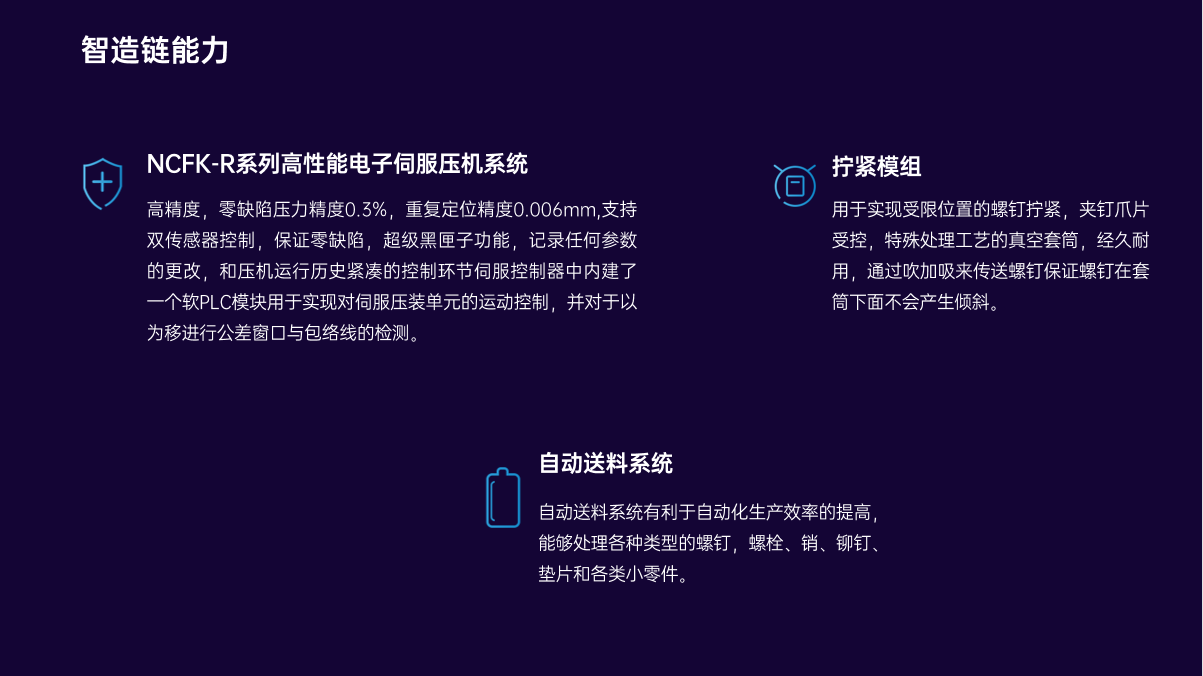 智造链能力
NCFK-R系列高性能电子伺服压机系统
高精度，零缺陷压力精度0.3%，重复定位精度0.006mm,支持
双传感器控制，保证零缺陷，超级黑匣子功能，记录任何参数
的更改，和压机运行历史紧凑的控制环节伺服控制器中内建了
一个软PLC模块用于实现对伺服压装单元的运动控制，并对于以
为移进行公差窗口与包络线的检测。
拧紧模组
用于实现受限位置的螺钉拧紧，夹钉爪片
受控，特殊处理工艺的真空套筒，经久耐
用，通过吹加吸来传送螺钉保证螺钉在套
筒下面不会产生倾斜。
自动送料系统
自动送料系统有利于自动化生产效率的提高，
能够处理各种类型的螺钉，螺栓、销、铆钉、
垫片和各类小零件。